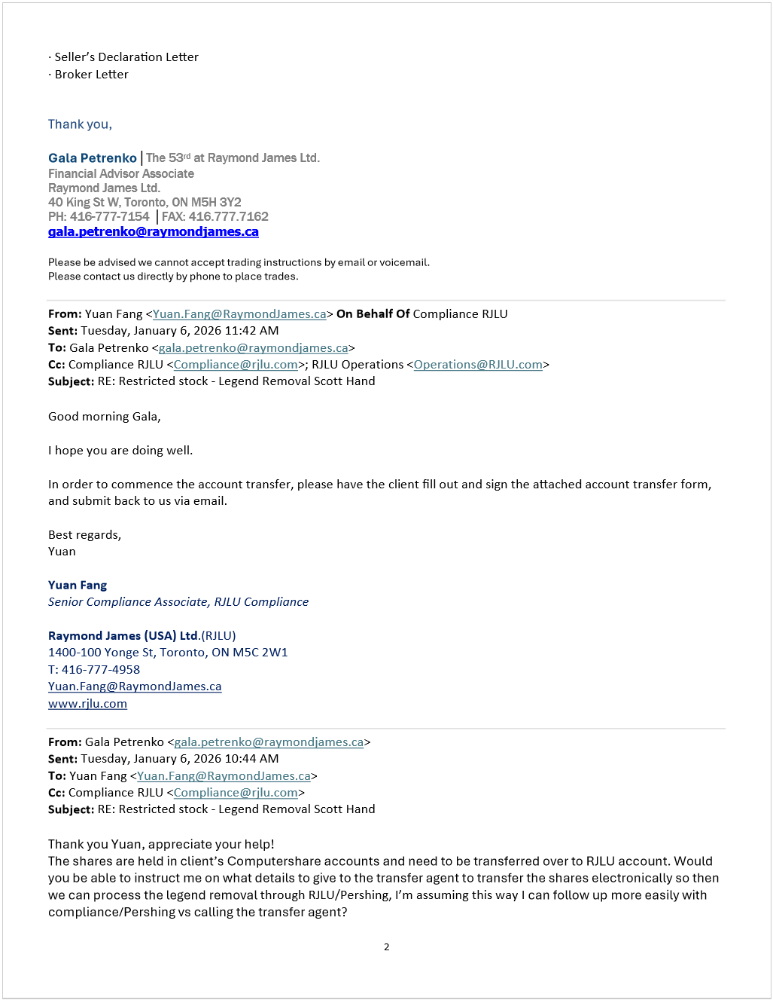 · Seller’s Declaration Letter
· Broker Letter
Thank you,
Gala Petrenko | The 53rd at Raymond James Ltd.
Financial Advisor Associate
Raymond James Ltd.
40 King St W, Toronto, ON M5H 3Y2
PH: 416-777-7154 | FAX: 416.777.7162
gala.petrenko@raymondjames.ca
Please be advised we cannot accept trading instructions by email or voicemail.
Please contact us directly by phone to place trades.
From: Yuan Fang <Yuan.Fang@RaymondJames.ca> On Behalf Of Compliance RJLU
Sent: Tuesday, January 6, 2026 11:42 AM
To: Gala Petrenko <gala.petrenko@raymondjames.ca>
Cc: Compliance RJLU <Compliance@rjlu.com>; RJLU Operations <Operations@RJLU.com>
Subject: RE: Restricted stock - Legend Removal Scott Hand
Good morning Gala,
I hope you are doing well.
In order to commence the account transfer, please have the client fill out and sign the attached account transfer form,
and submit back to us via email.
Best regards,
Yuan
Yuan Fang
Senior Compliance Associate, RJLU Compliance
Raymond James (USA) Ltd.(RJLU)
1400-100 Yonge St, Toronto, ON M5C 2W1
T: 416-777-4958
Yuan.Fang@RaymondJames.ca
www.rjlu.com
From: Gala Petrenko <gala.petrenko@raymondjames.ca>
Sent: Tuesday, January 6, 2026 10:44 AM
To: Yuan Fang <Yuan.Fang@RaymondJames.ca>
Cc: Compliance RJLU <Compliance@rjlu.com>
Subject: RE: Restricted stock - Legend Removal Scott Hand
Thank you Yuan, appreciate your help!
The shares are held in client’s Computershare accounts and need to be transferred over to RJLU account. Would
you be able to instruct me on what details to give to the transfer agent to transfer the shares electronically so then
we can process the legend removal through RJLU/Pershing, I’m assuming this way I can follow up more easily with
compliance/Pershing vs calling the transfer agent?
2